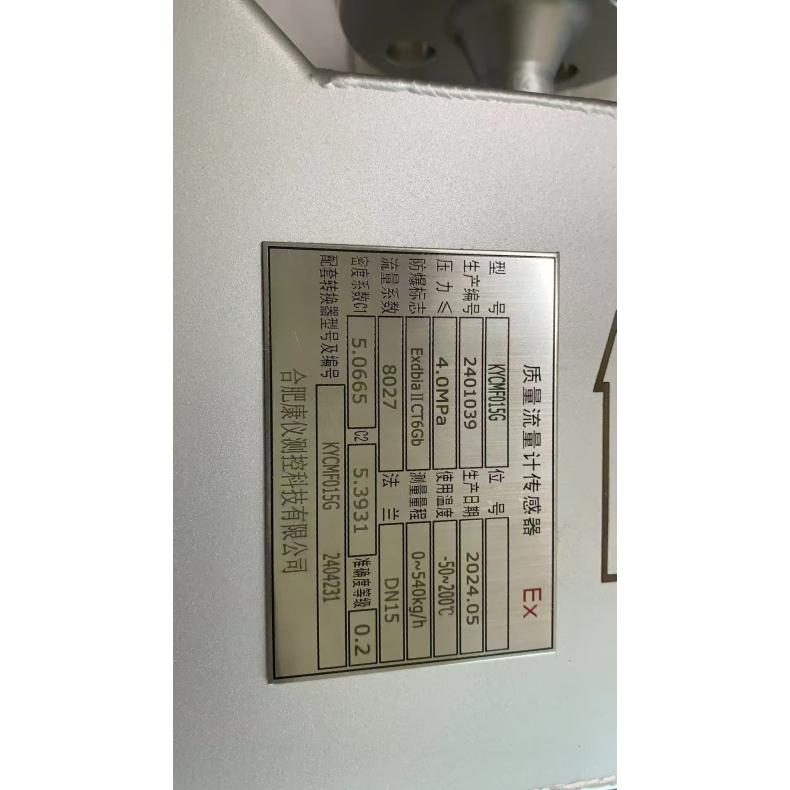 质量流量计传感器 Ex
型 号 KYCMF015G 位 号
生产编号 2401039 生产日期 2024.05
压 力≤ 4.0MPa 使用温度 -50~200℃
防爆标志 ExdbiaⅡCT6Gb 测量量程 0~540kg/h
流量系数 8027 法 兰 DN15
密度系数C1 5.0665 C2 5.3931 准确度等级 0.2
配套转换器型号及编号 KYCMF015G 2404231
合肥康仪测控科技有限公司